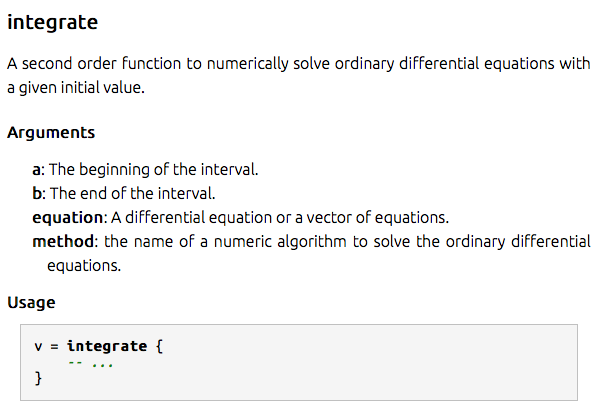 integrate
A second order function to numerically solve ordinary differential equations with
a given initial value.
Arguments
a: The beginning of the interval.
b: The end of the interval.
equation: A differential equation or a vector of equations.
method: the name of a numeric algorithm to solve the ordinary differential
equations.
Usage
v = integrate {
-- ...
}